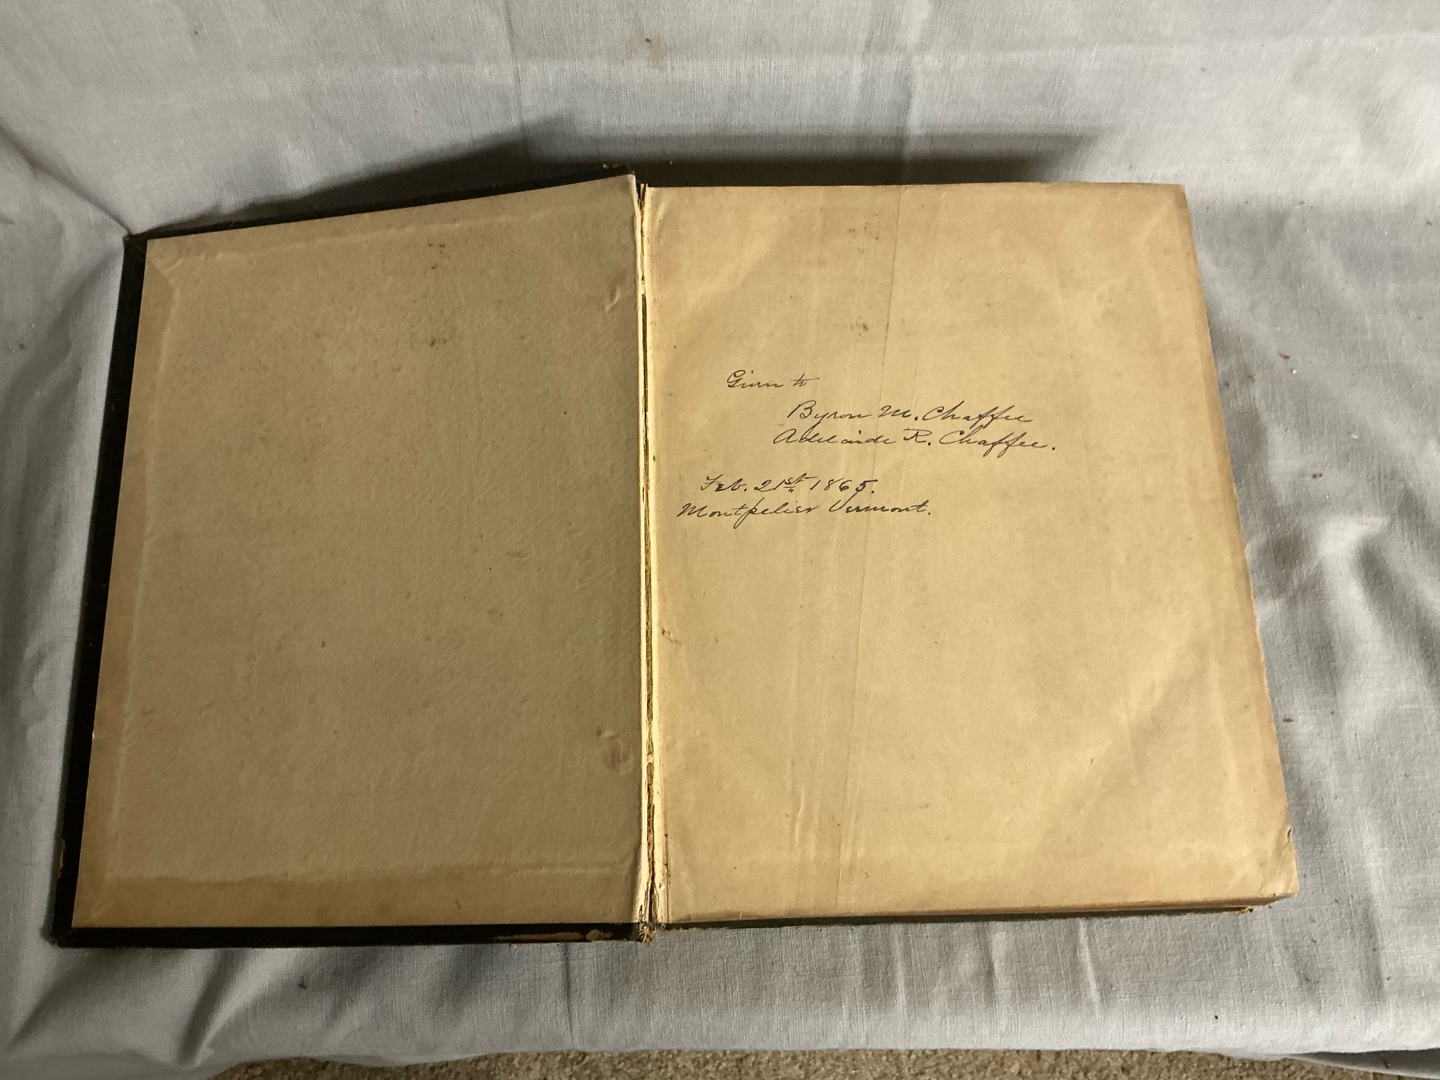 Given to
Byron M. Chaffee
Adelaide R. Chaffee.
Feb. 21st 1865.
Montpelier Vermont.